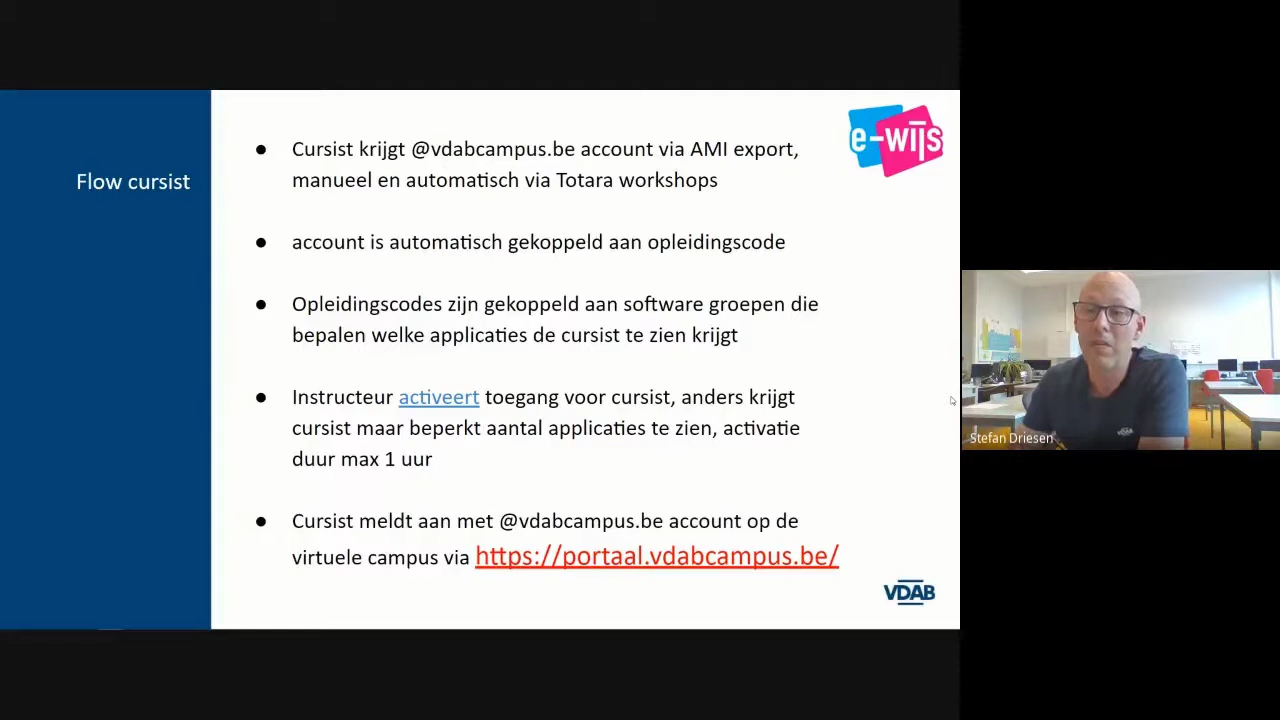 Flow cursist
● Cursist krijgt @vdabcampus.be account via AMI export,
manueel en automatisch via Totara workshops
● account is automatisch gekoppeld aan opleidingscode
● Opleidingscodes zijn gekoppeld aan software groepen die
bepalen welke applicaties de cursist te zien krijgt
● Instructeur activeert toegang voor cursist, anders krijgt
cursist maar beperkt aantal applicaties te zien, activatie
duur max 1 uur
● Cursist meldt aan met @vdabcampus.be account op de
virtuele campus via https://portaal.vdabcampus.be/
e-wijs
VDAB
Stefan Driesen